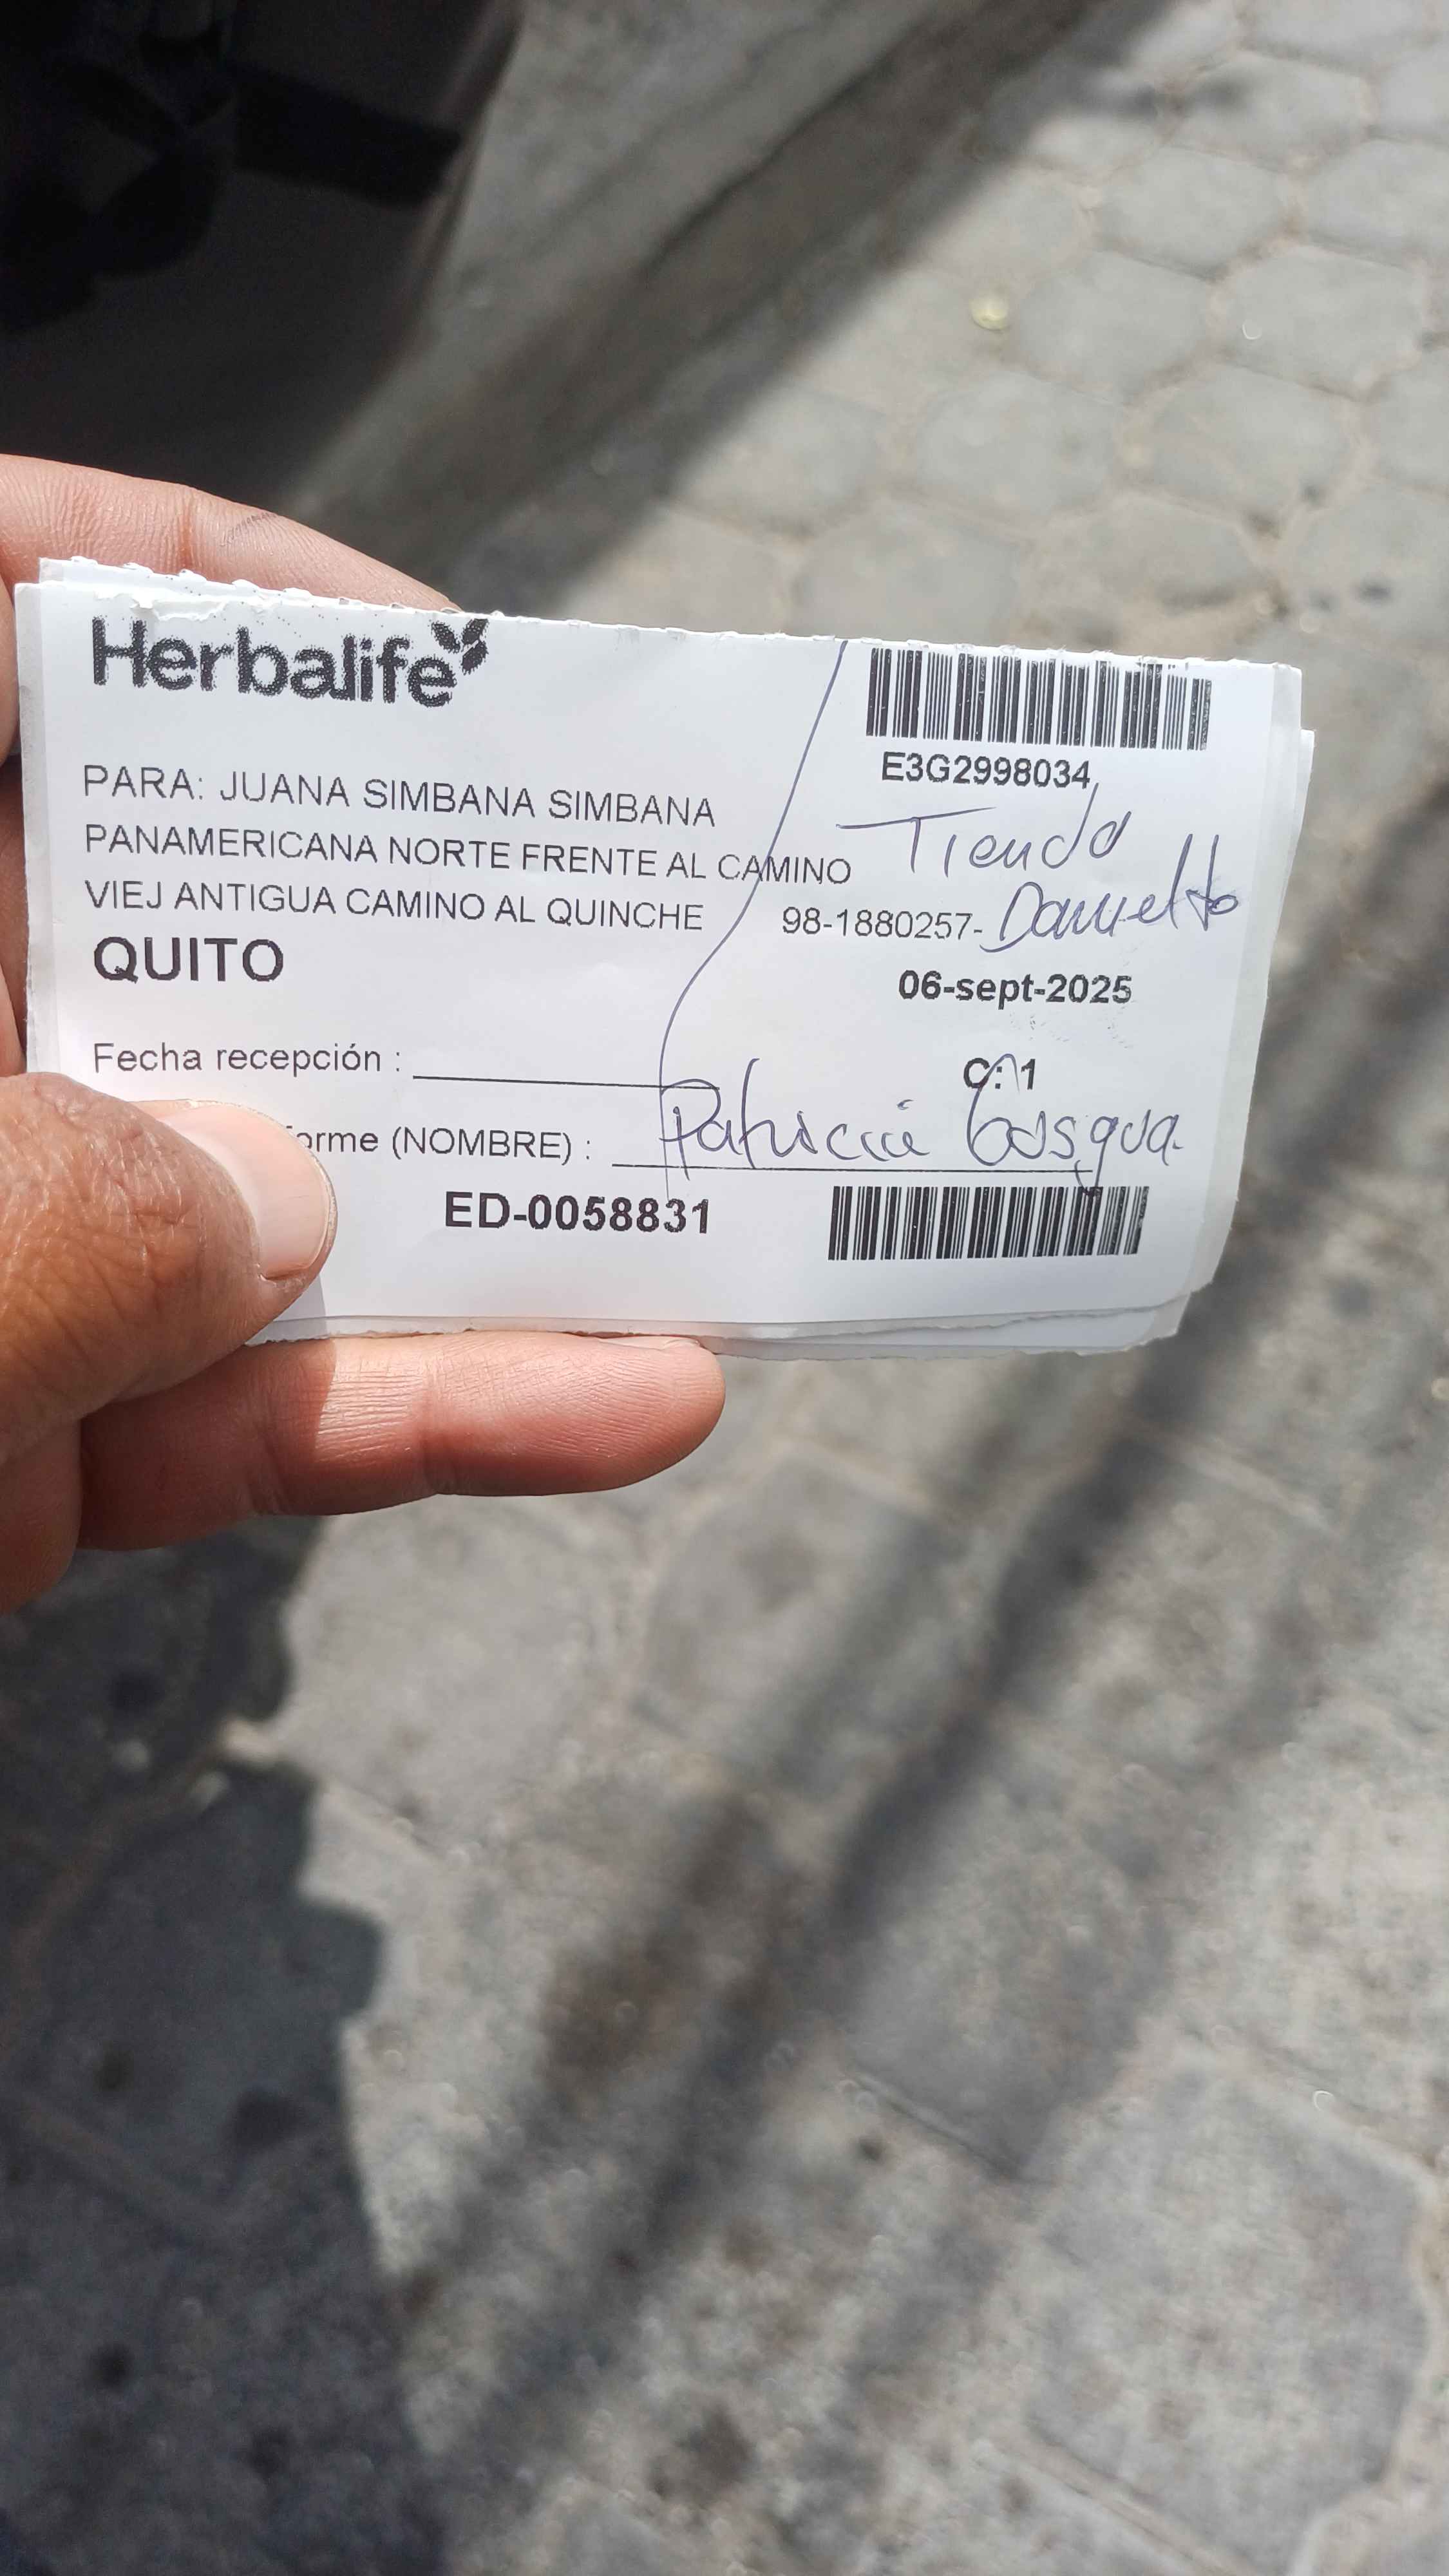 Herbalife
E3G2998034
PARA: JUANA SIMBANA SIMBANA
PANAMERICANA NORTE FRENTE AL CAMINO
Tienda
VIEJ ANTIGUA CAMINO AL QUINCHE 98-1880257-
QUITO
06-sept-2025
Fecha recepción :
C: 1
orme (NOMBRE) : Patricia
ED-0058831